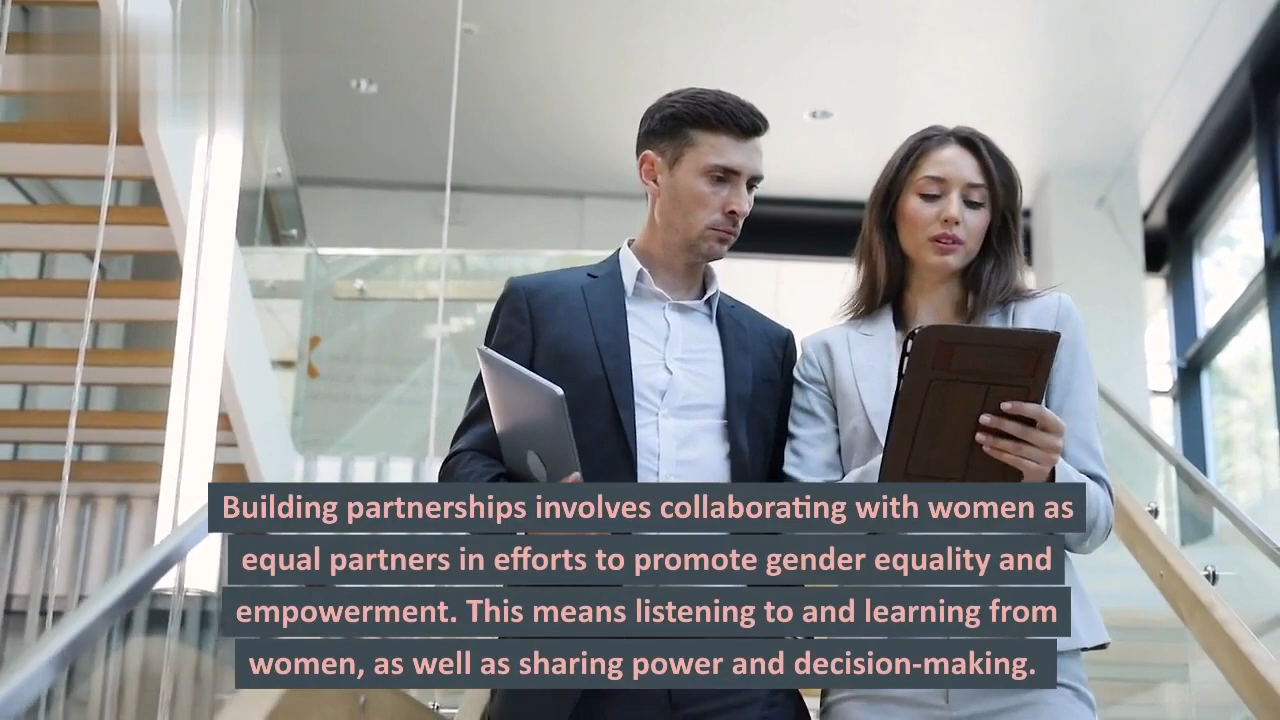 Building partnerships involves collaborating with women as
equal partners in efforts to promote gender equality and
empowerment. This means listening to and learning from
women, as well as sharing power and decision-making.